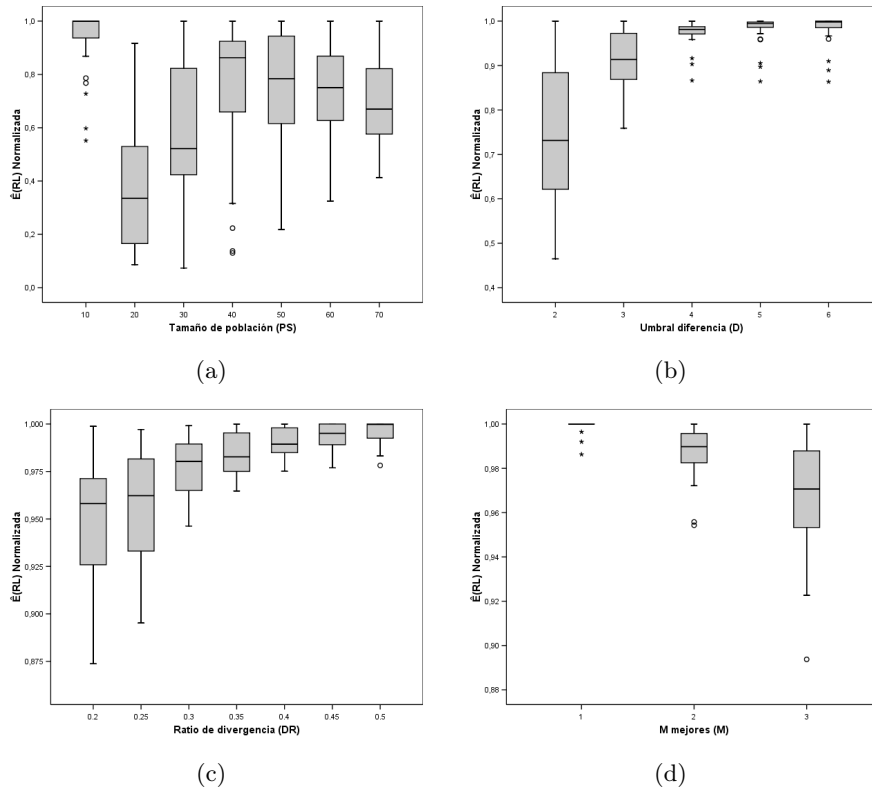 1,0
0,8
0,6
0,4
0,2
0,0
Ê(RL) Normalizada
10 20 30 40 50 60 70
Tamaño de población (PS)
(a)
1,0
0,9
0,8
0,7
0,6
0,5
0,4
Ê(RL) Normalizada
2 3 4 5 6
Umbral diferencia (D)
(b)
1,000
0,975
0,950
0,925
0,900
0,875
Ê(RL) Normalizada
0.2 0.25 0.3 0.35 0.4 0.45 0.5
Ratio de divergencia (DR)
(c)
1,00
0,98
0,96
0,94
0,92
0,90
0,88
Ê(RL) Normalizada
1 2 3
M mejores (M)
(d)